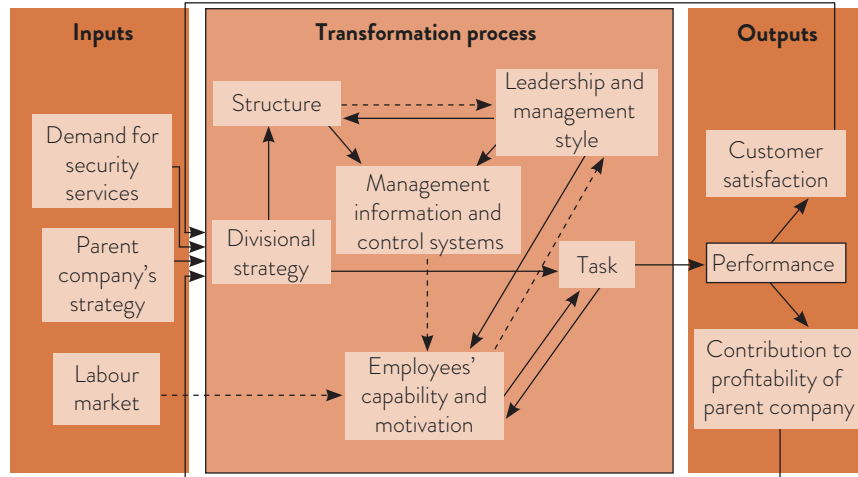 Inputs
Transformation process
Outputs
Demand for
security
services
Parent
company's
strategy
Labour
market
Structure
Leadership and
management
style
Management
information and
control systems
Divisional
strategy
Task
Employees'
capability and
motivation
Customer
satisfaction
Performance
Contribution to
profitability of
parent company